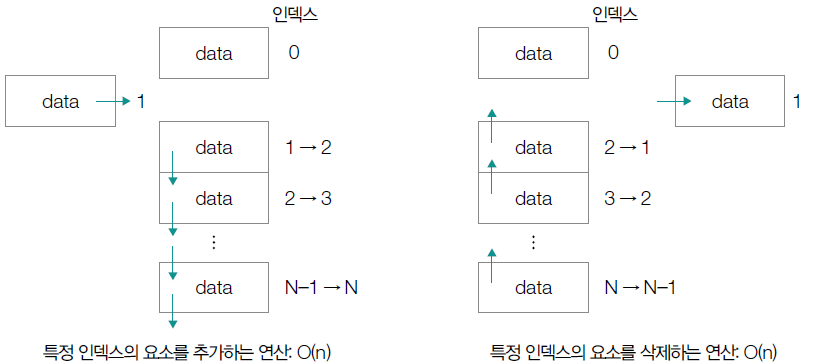 인덱스
data 0
data 1
data 1 → 2
data 2 → 3
⋮
data N–1 → N
특정 인덱스의 요소를 추가하는 연산: O(n)
인덱스
data 0
data 1
data 2 → 1
data 3 → 2
⋮
data N → N–1
특정 인덱스의 요소를 삭제하는 연산: O(n)